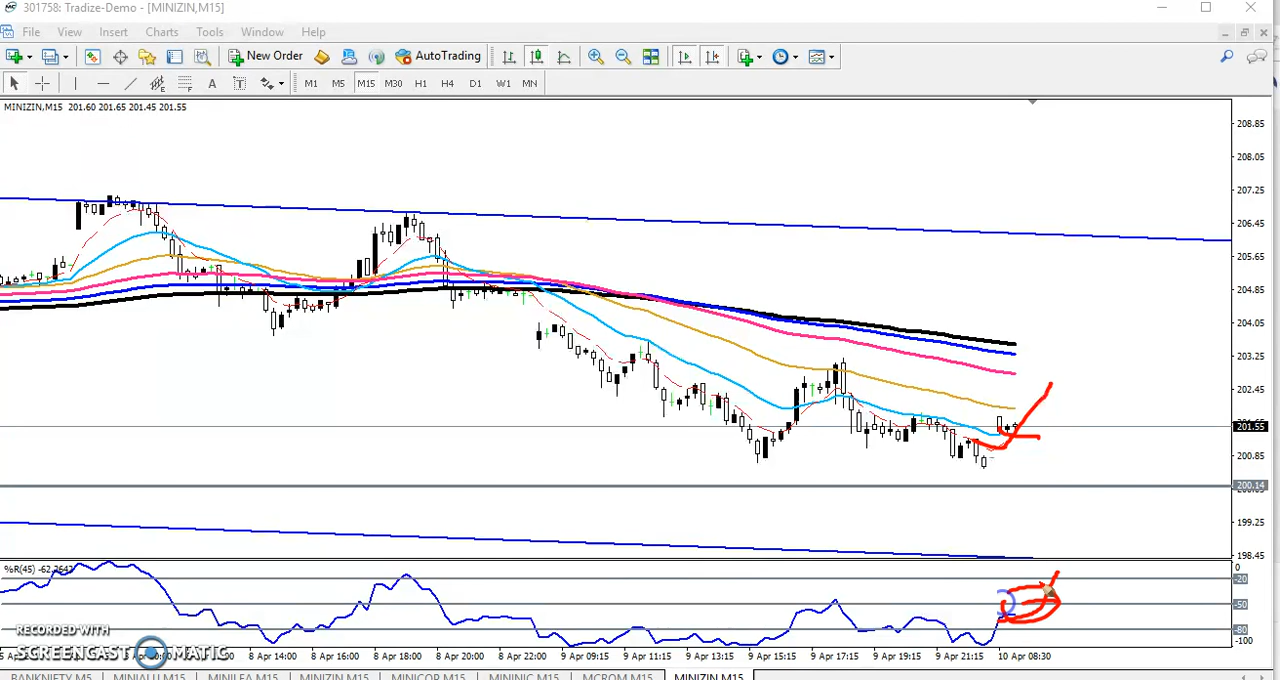 301758: Tradize-Demo - [MINIZIN,M15]
File View Insert Charts Tools Window Help
New Order AutoTrading
M1 M5 M15 M30 H1 H4 D1 W1 MN
MINIZIN,M15 201.60 201.65 201.45 201.55
208.85
208.05
207.25
206.45
205.65
204.85
204.05
203.25
202.45
201.55
200.85
200.14
199.25
198.45
%R(45) -62.2642
0
-20
-50
-80
-100
RECORDED WITH
SCREENCAST MATIC
8 Apr 14:00 8 Apr 16:00 8 Apr 18:00 8 Apr 20:00 8 Apr 22:00 9 Apr 09:15 9 Apr 11:15 9 Apr 13:15 9 Apr 15:15 9 Apr 17:15 9 Apr 19:15 9 Apr 21:15 10 Apr 08:30
BANKNIFTY,M5 MINIALU,M15 MINILEA,M15 MINIZIN,M15 MINICOP,M15 MININIC,M15 MCROM,M15 MINIZIN,M15